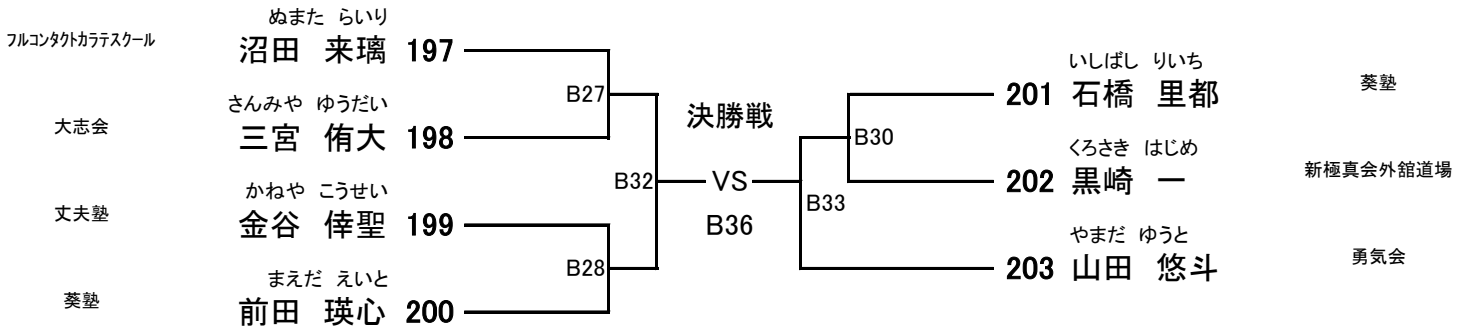 ぬまた らいり
フルコンタクトカラテスクール 沼田 来璃 197
B27
さんみや ゆうだい
大志会 三宮 侑大 198
B32
かねや こうせい
丈夫塾 金谷 倖聖 199
B28
まえだ えいと
葵塾 前田 瑛心 200
決勝戦
VS
B36
いしばし りいち
201 石橋 里都 葵塾
B30
くろさき はじめ
202 黒崎 一 新極真会外舘道場
B33
やまだ ゆうと
203 山田 悠斗 勇気会